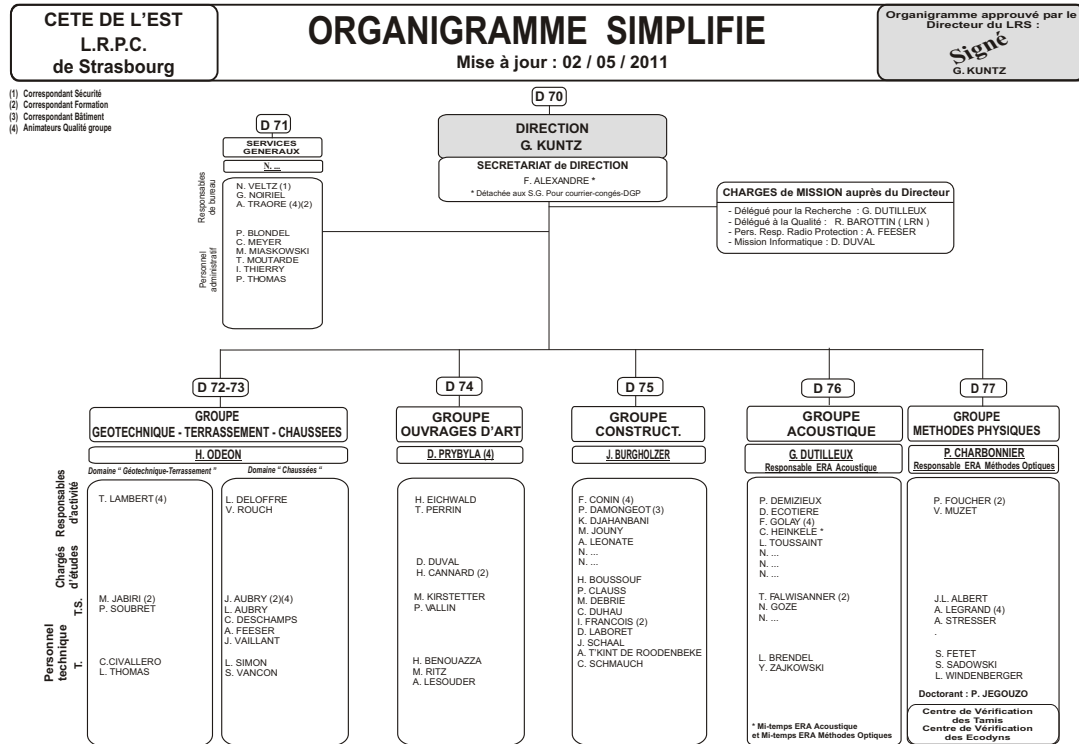 CETE DE L'EST
L.R.P.C.
de Strasbourg
ORGANIGRAMME SIMPLIFIE
Mise à jour : 02 / 05 / 2011
Organigramme approuvé par le
Directeur du LRS :
Signé
G. KUNTZ
(1) Correspondant Sécurité
(2) Correspondant Formation
(3) Correspondant Bâtiment
(4) Animateurs Qualité groupe
D 70
DIRECTION
G. KUNTZ
SECRETARIAT de DIRECTION
F. ALEXANDRE *
* Détachée aux S.G. Pour courrier-congés-DGP
D 71
SERVICES
GENERAUX
N. ...
Responsables
de bureau
N. VELTZ (1)
G. NOIRIEL
A. TRAORE (4)(2)
Personnel
administratif
P. BLONDEL
C. MEYER
M. MIASKOWSKI
T. MOUTARDE
I. THIERRY
P. THOMAS
CHARGES de MISSION auprès du Directeur
- Délégué pour la Recherche : G. DUTILLEUX
- Délégué à la Qualité : R. BAROTTIN ( LRN )
- Pers. Resp. Radio Protection : A. FEESER
- Mission Informatique : D. DUVAL
Responsables
d'activité
Chargés
d'études
T.S.
Personnel
technique
T.
D 72-73
GROUPE
GEOTECHNIQUE - TERRASSEMENT - CHAUSSEES
H. ODEON
Domaine " Géotechnique-Terrassement "
T. LAMBERT (4)
M. JABIRI (2)
P. SOUBRET
C.CIVALLERO
L. THOMAS
Domaine " Chaussées "
L. DELOFFRE
V. ROUCH
J. AUBRY (2)(4)
L. AUBRY
C. DESCHAMPS
A. FEESER
J. VAILLANT
L. SIMON
S. VANCON
D 74
GROUPE
OUVRAGES D'ART
D. PRYBYLA (4)
H. EICHWALD
T. PERRIN
D. DUVAL
H. CANNARD (2)
M. KIRSTETTER
P. VALLIN
H. BENOUAZZA
M. RITZ
A. LESOUDER
D 75
GROUPE
CONSTRUCT.
J. BURGHOLZER
F. CONIN (4)
P. DAMONGEOT (3)
K. DJAHANBANI
M. JOUNY
A. LEONATE
N. ...
N. ...
H. BOUSSOUF
P. CLAUSS
M. DEBRIE
C. DUHAU
I. FRANCOIS (2)
D. LABORET
J. SCHAAL
A. T'KINT DE ROODENBEKE
C. SCHMAUCH
D 76
GROUPE
ACOUSTIQUE
G. DUTILLEUX
Responsable ERA Acoustique
P. DEMIZIEUX
D. ECOTIERE
F. GOLAY (4)
C. HEINKELE *
L. TOUSSAINT
N. ...
N. ...
N. ...
T. FALWISANNER (2)
N. GOZE
N. ...
L. BRENDEL
Y. ZAJKOWSKI
* Mi-temps ERA Acoustique
et Mi-temps ERA Méthodes Optiques
D 77
GROUPE
METHODES PHYSIQUES
P. CHARBONNIER
Responsable ERA Méthodes Optiques
P. FOUCHER (2)
V. MUZET
J.L. ALBERT
A. LEGRAND (4)
A. STRESSER
.
S. FETET
S. SADOWSKI
L. WINDENBERGER
Doctorant : P. JEGOUZO
Centre de Vérification
des Tamis
Centre de Vérification
des Ecodyns